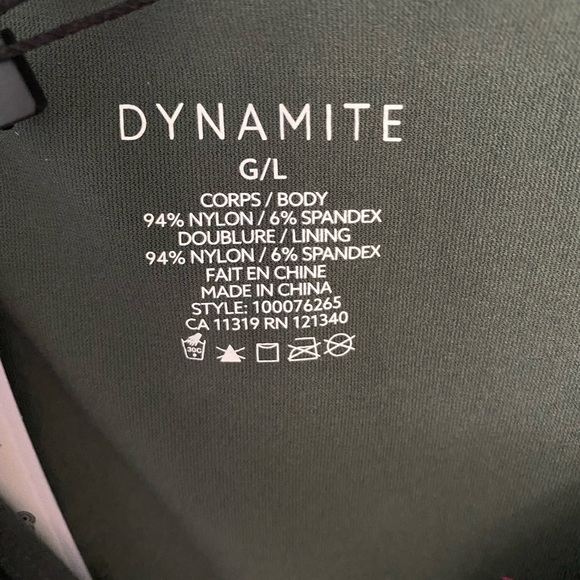 DYNAMITE
G/L
CORPS / BODY
94% NYLON / 6% SPANDEX
DOUBLURE / LINING
94% NYLON / 6% SPANDEX
FAIT EN CHINE
MADE IN CHINA
STYLE: 100076265
CA 11319 RN 121340
30C